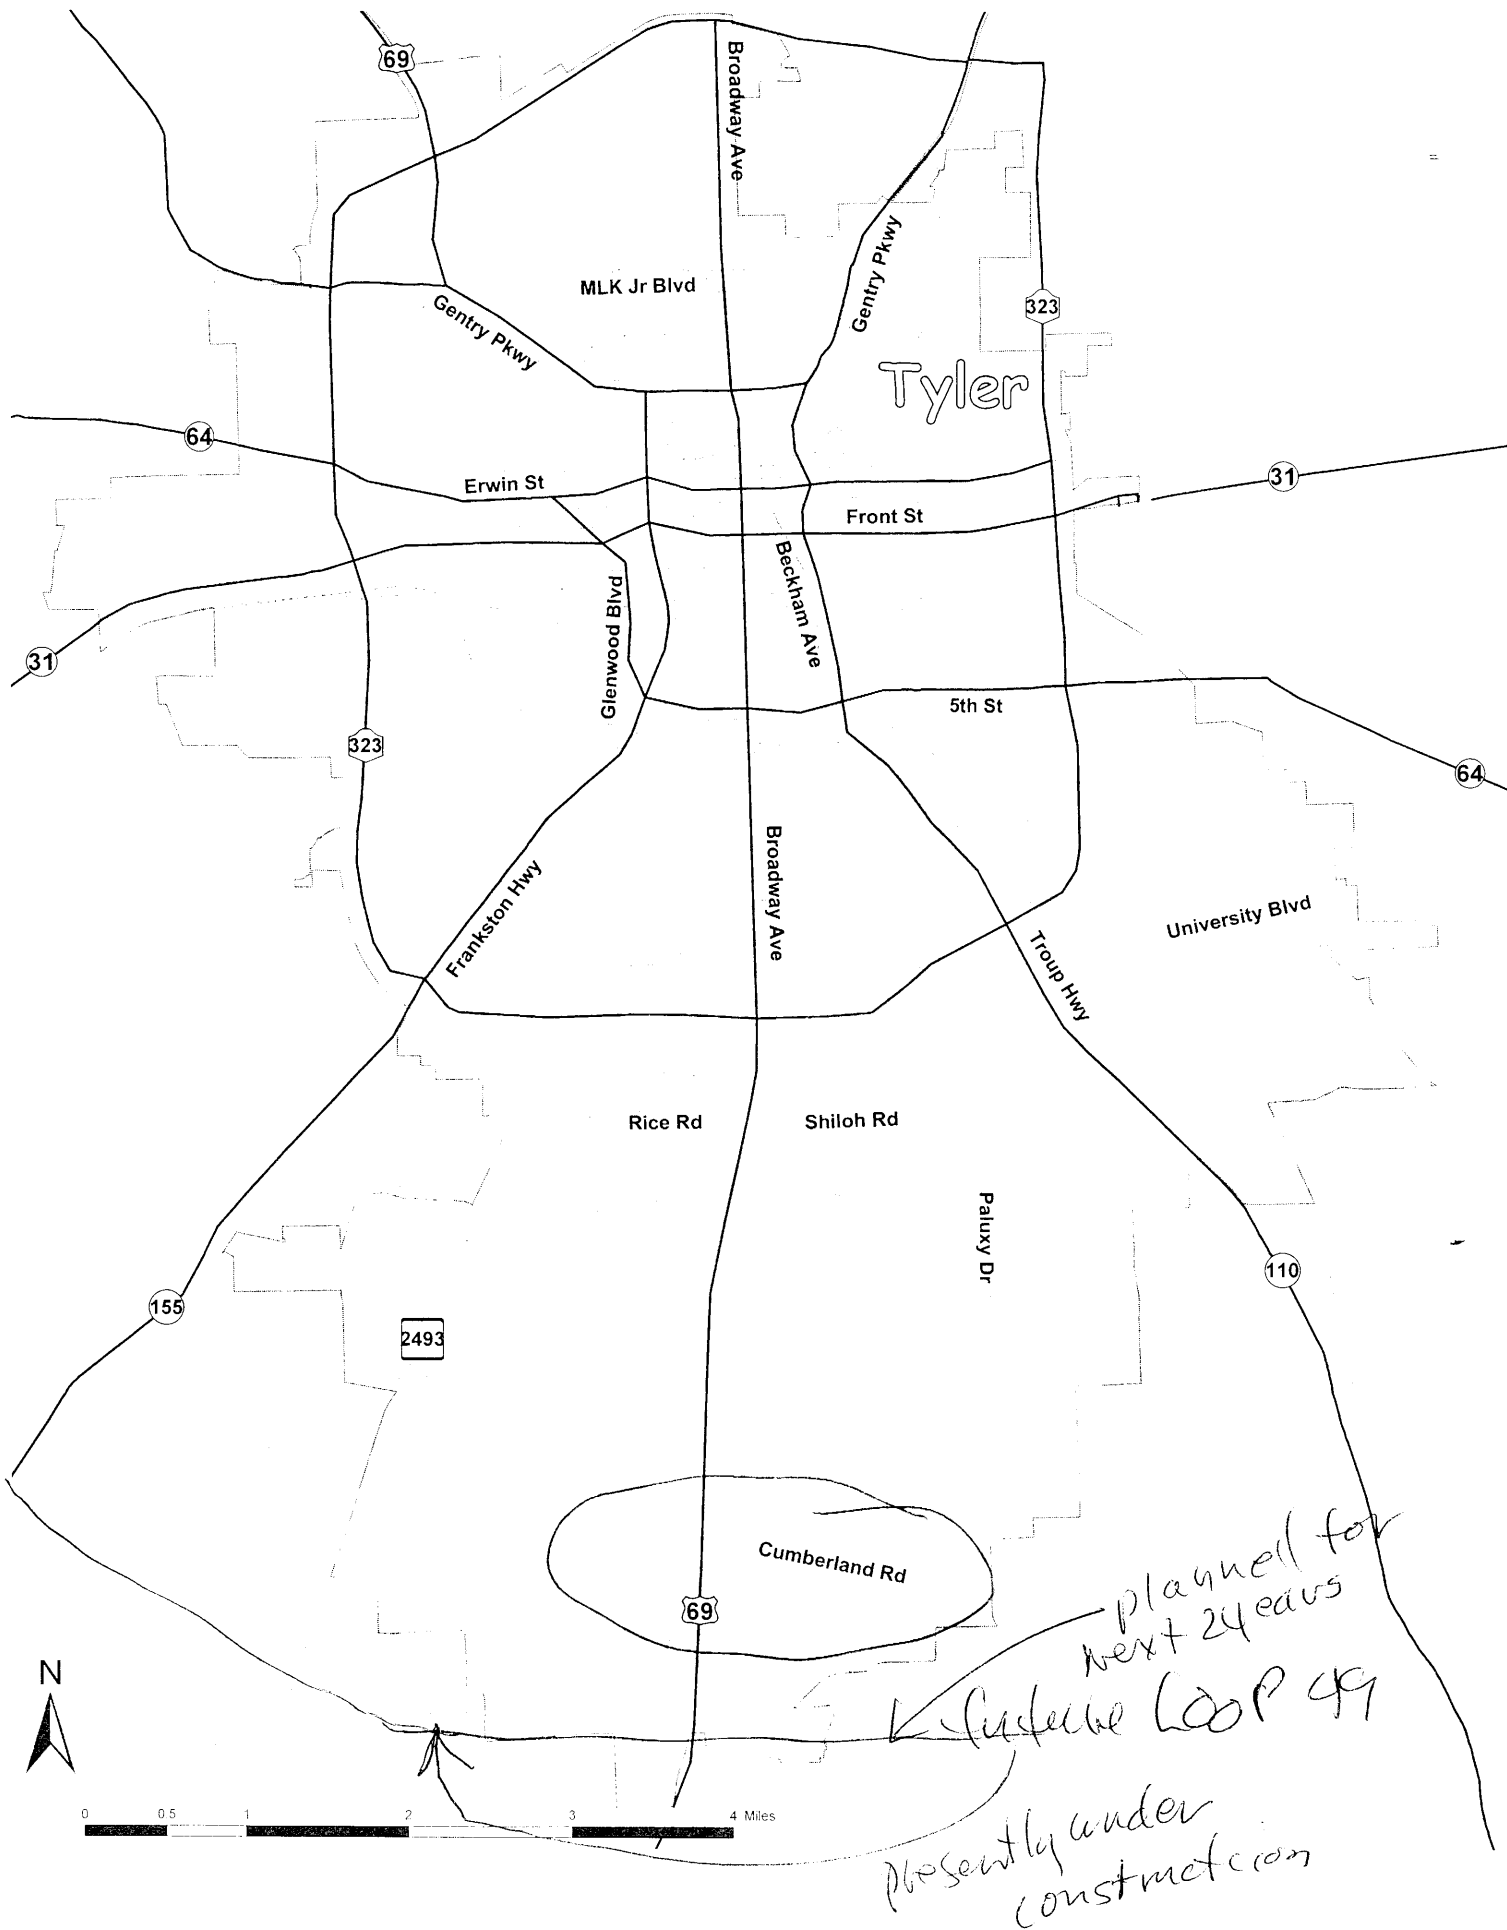 69
Broadway Ave
MLK Jr Blvd
Gentry Pkwy
Gentry Pkwy
323
Tyler
64
Erwin St
31
Front St
Beckham Ave
Glenwood Blvd
31
5th St
323
64
Broadway Ave
Frankston Hwy
University Blvd
Troup Hwy
Rice Rd
Shiloh Rd
Paluxy Dr
110
155
2493
Cumberland Rd
69
planned for
next 2 years
future Loop 49
N
0 0.5 1 2 3 4 Miles
presently under
construction